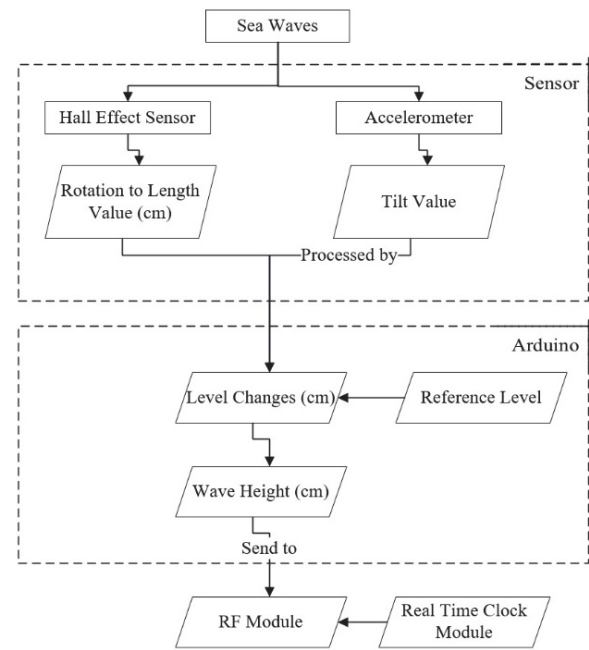 Sea Waves
Sensor
Hall Effect Sensor
Accelerometer
Rotation to Length
Value (cm)
Tilt Value
Processed by
Arduino
Level Changes (cm)
Reference Level
Wave Height (cm)
Send to
RF Module
Real Time Clock
Module